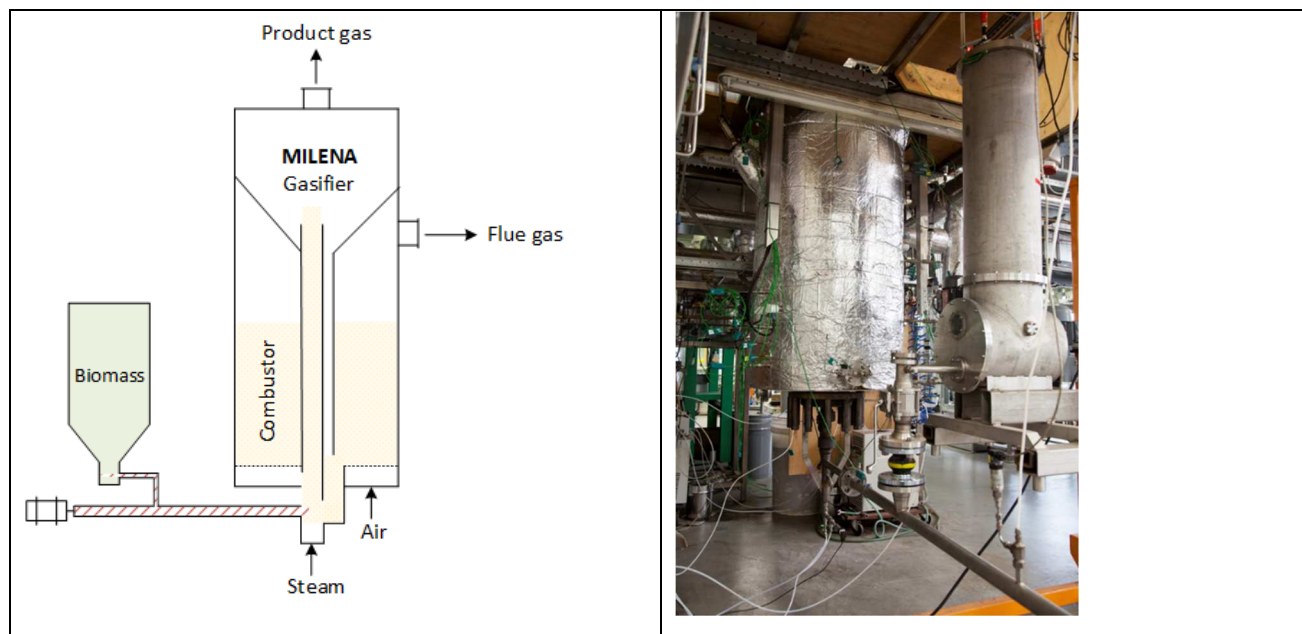 Product gas
MILENA
Gasifier
Flue gas
Biomass
Combustor
Air
Steam